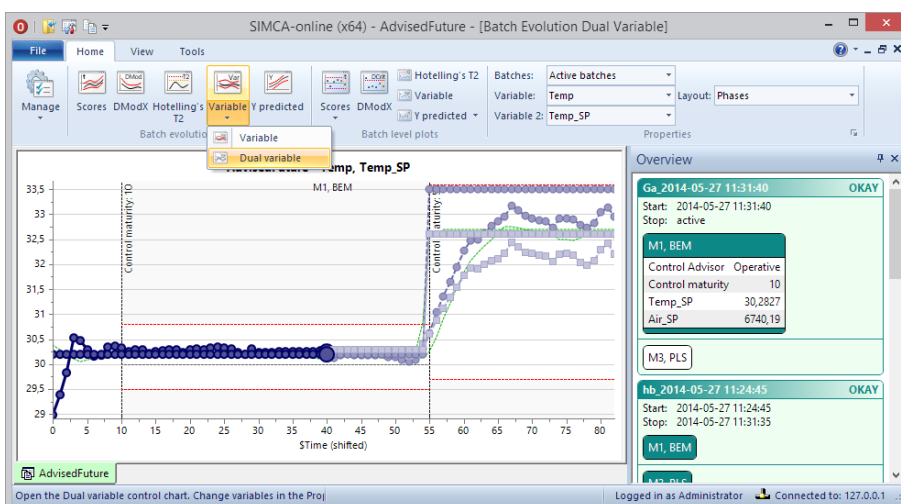 SIMCA-online (x64) - AdvisedFuture - [Batch Evolution Dual Variable]
File Home View Tools
Manage
Scores DModX Hotelling's T2 Variable Y predicted
Batch evolutio
Variable
Dual variable
Scores DModX
Hotelling's T2
Variable
Y predicted
Batch level plots
Batches: Active batches
Variable: Temp
Variable 2: Temp_SP
Layout: Phases
Properties
Temp, Temp_SP
M1, BEM
Control maturity: 10
Control maturity:
33,5
33
32,5
32
31,5
31
30,5
30
29,5
29
0 5 10 15 20 25 30 35 40 45 50 55 60 65 70 75 80
$Time (shifted)
AdvisedFuture
Overview
Ga_2014-05-27 11:31:40 OKAY
Start: 2014-05-27 11:31:40
Stop: active
M1, BEM
Control Advisor Operative
Control maturity 10
Temp_SP 30,2827
Air_SP 6740,19
M3, PLS
hb_2014-05-27 11:24:45 OKAY
Start: 2014-05-27 11:24:45
Stop: 2014-05-27 11:31:35
M1, BEM
Open the Dual variable control chart. Change variables in the Pro
Logged in as Administrator Connected to: 127.0.0.1